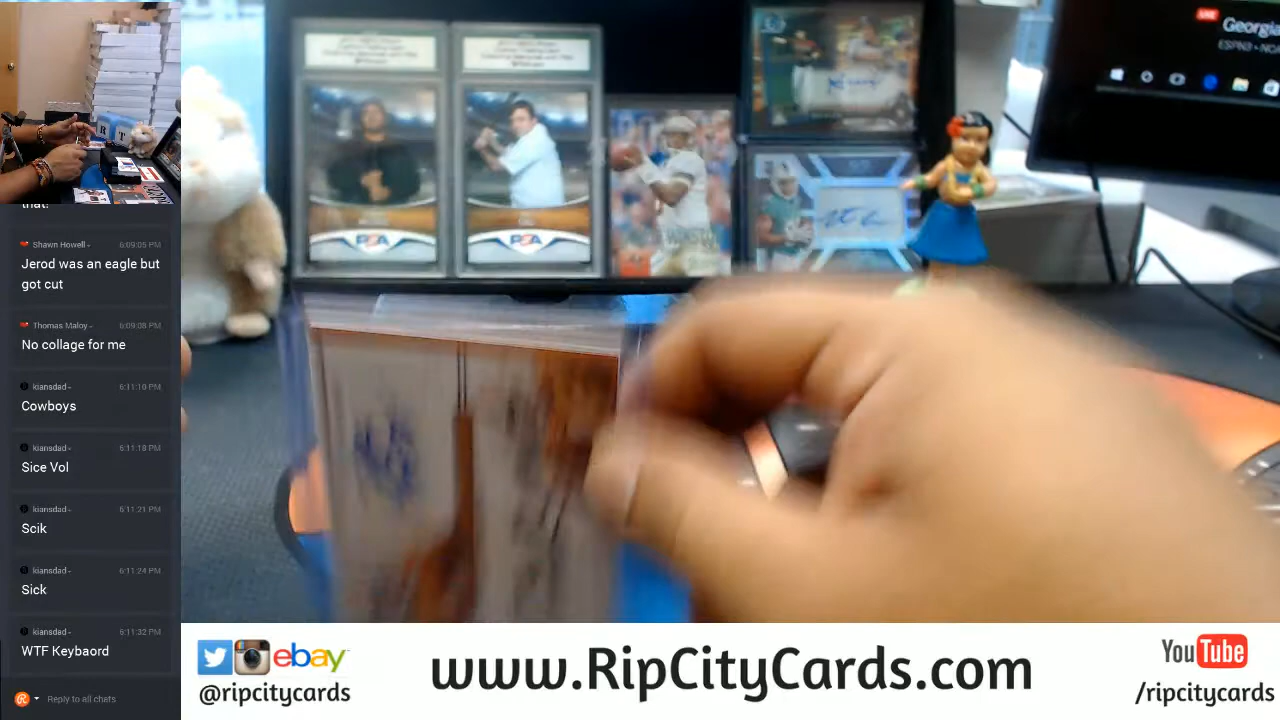 that!
Shawn Howell - 6:09:05 PM
Jerod was an eagle but
got cut
Thomas Maloy - 6:09:08 PM
No collage for me
kiansdad - 6:11:10 PM
Cowboys
kiansdad - 6:11:18 PM
Sice Vol
kiansdad - 6:11:21 PM
Scik
kiansdad - 6:11:24 PM
Sick
kiansdad - 6:11:32 PM
WTF Keybaord
Reply to all chats
R T
PSA
PSA
LIVE
Georgia
ebay
@ripcitycards
www.RipCityCards.com
YouTube
/ripcitycards